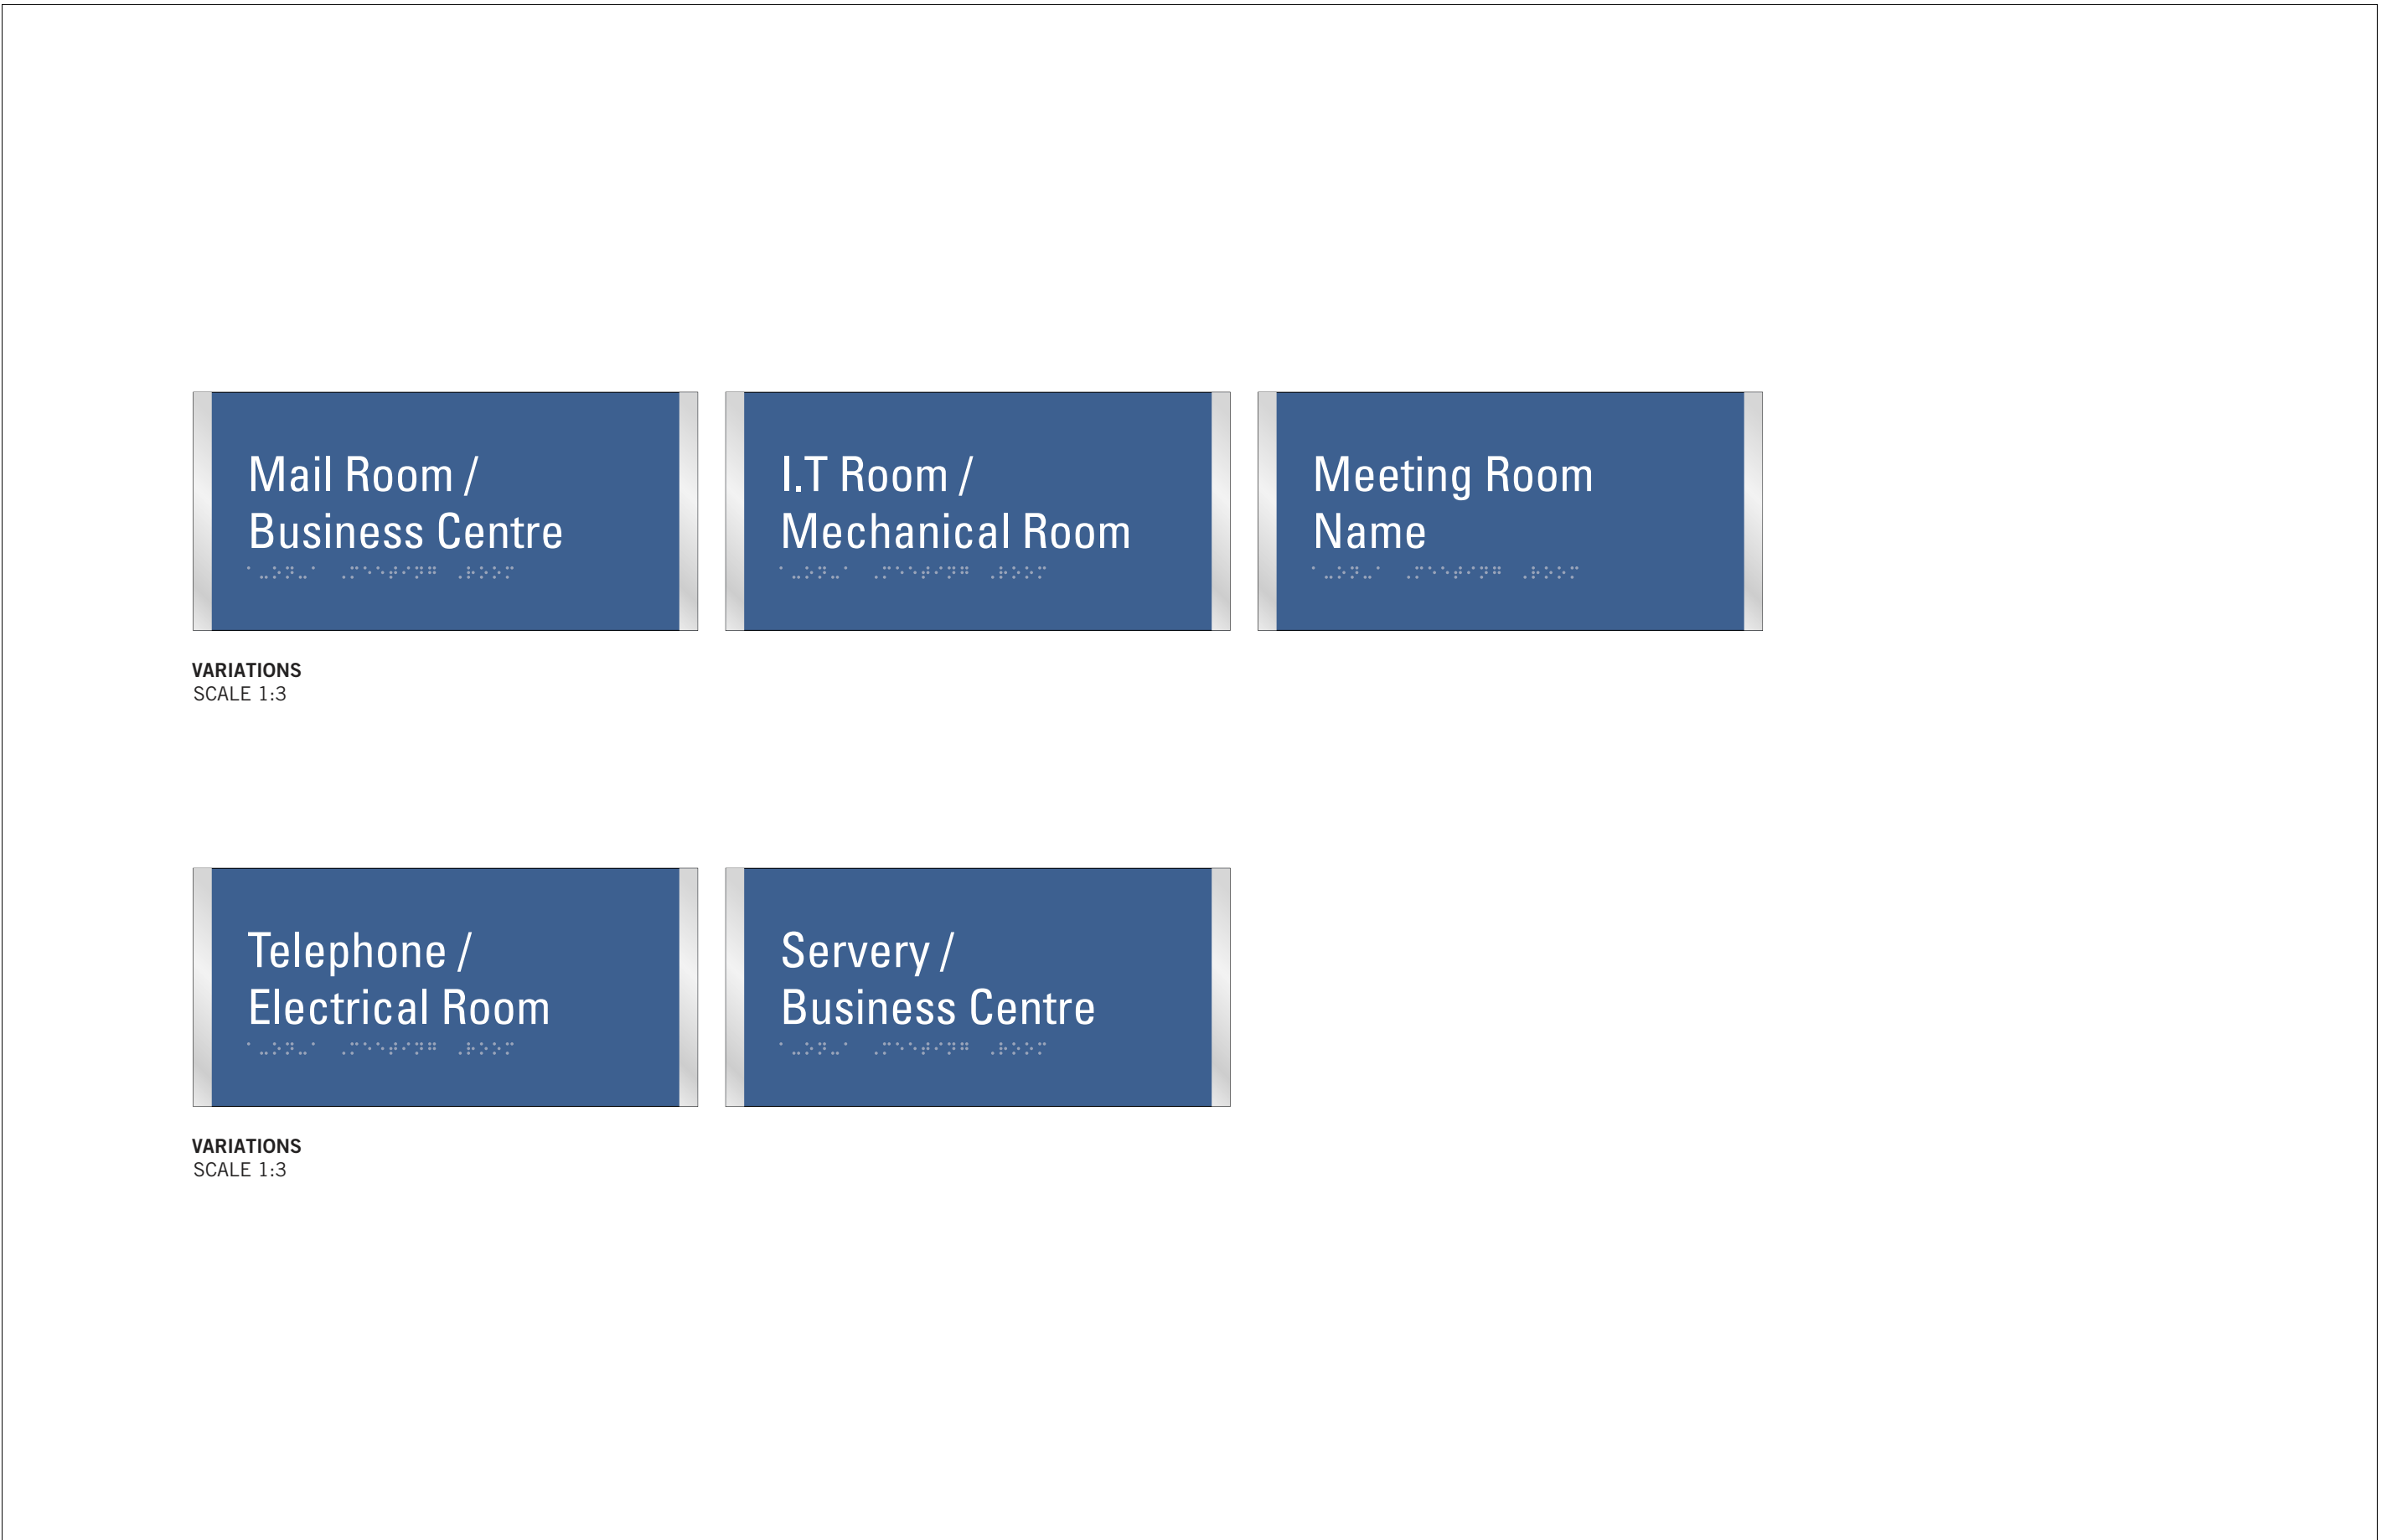 Mail Room /
Business Centre
⠁⠤⠕⠝⠤⠁ ⠠⠍⠑⠑⠞⠊⠝⠛ ⠠⠗⠕⠕⠍
I.T Room /
Mechanical Room
⠁⠤⠕⠝⠤⠁ ⠠⠍⠑⠑⠞⠊⠝⠛ ⠠⠗⠕⠕⠍
Meeting Room
Name
⠁⠤⠕⠝⠤⠁ ⠠⠍⠑⠑⠞⠊⠝⠛ ⠠⠗⠕⠕⠍
VARIATIONS
SCALE 1:3
Telephone /
Electrical Room
⠁⠤⠕⠝⠤⠁ ⠠⠍⠑⠑⠞⠊⠝⠛ ⠠⠗⠕⠕⠍
Servery /
Business Centre
⠁⠤⠕⠝⠤⠁ ⠠⠍⠑⠑⠞⠊⠝⠛ ⠠⠗⠕⠕⠍
VARIATIONS
SCALE 1:3